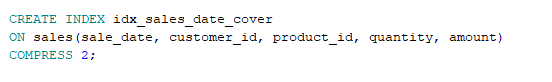 CREATE INDEX idx_sales_date_cover
ON sales(sale_date, customer_id, product_id, quantity, amount)
COMPRESS 2;